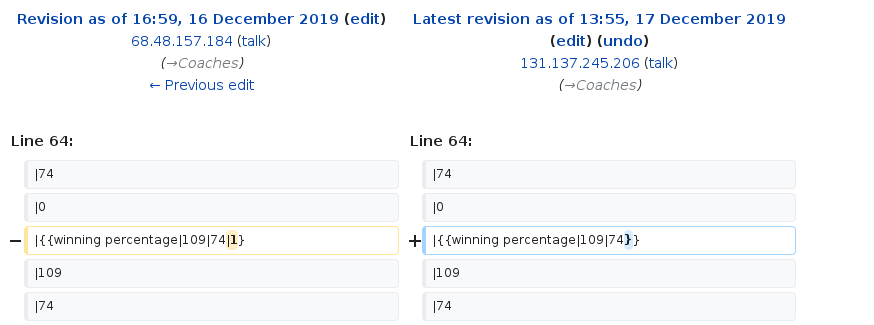 Revision as of 16:59, 16 December 2019 (edit)
68.48.157.184 (talk)
(→Coaches)
← Previous edit
Latest revision as of 13:55, 17 December 2019
(edit) (undo)
131.137.245.206 (talk)
(→Coaches)
Line 64:
Line 64:
|74
|74
|0
|0
− |{{winning percentage|109|74|1}
+ |{{winning percentage|109|74}}
|109
|109
|74
|74